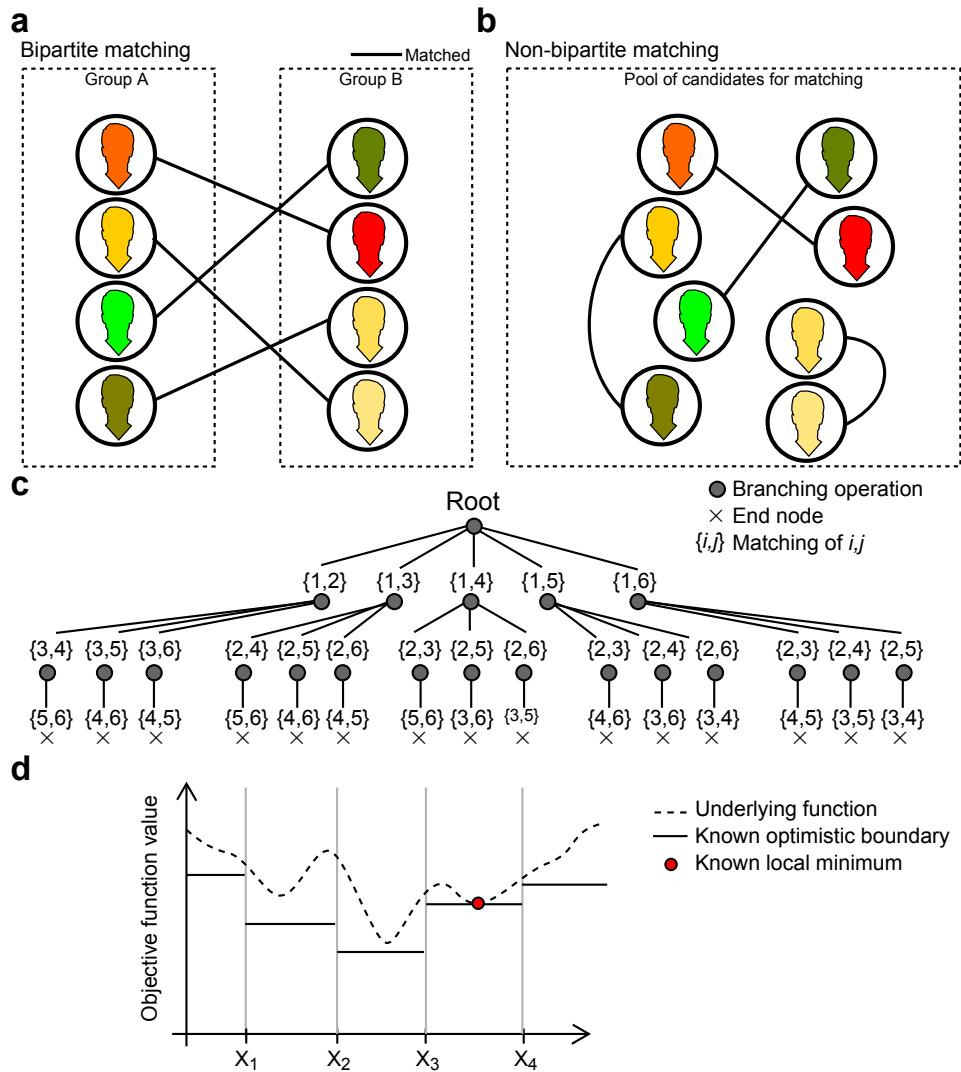 a
Bipartite matching
Matched
Group A
Group B
b
Non-bipartite matching
Pool of candidates for matching
c
Root
Branching operation
× End node
{i,j} Matching of i,j
{1,2} {1,3} {1,4} {1,5} {1,6}
{3,4} {3,5} {3,6} {2,4} {2,5} {2,6} {2,3} {2,5} {2,6} {2,3} {2,4} {2,6} {2,3} {2,4} {2,5}
{5,6} {4,6} {4,5} {5,6} {4,6} {4,5} {5,6} {3,6} {3,5} {4,6} {3,6} {3,4} {4,5} {3,5} {3,4}
× × × × × × × × × × × × × × ×
d
Objective function value
Underlying function
Known optimistic boundary
Known local minimum
X1 X2 X3 X4